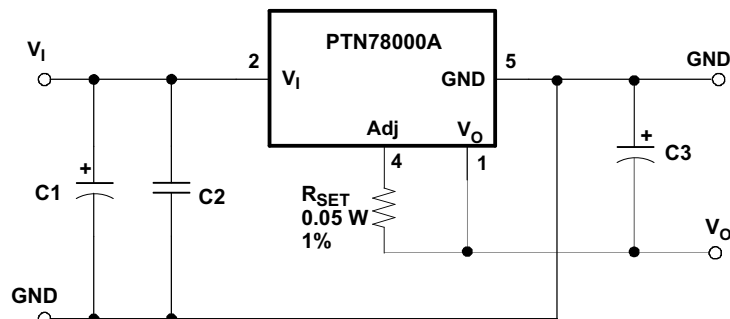 PTN78000A
V_I
2
V_I
GND
5
GND
Adj
V_O
4
1
C1
+
C2
R_SET
0.05 W
1%
+
C3
V_O
GND